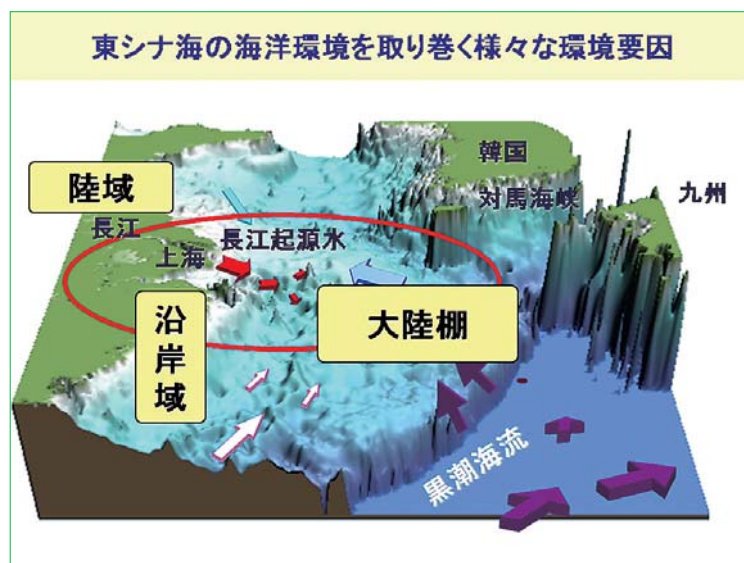 東シナ海の海洋環境を取り巻く様々な環境要因
韓国
陸域
対馬海峡
九州
長江
上海
長江起源水
沿岸域
大陸棚
黒潮海流